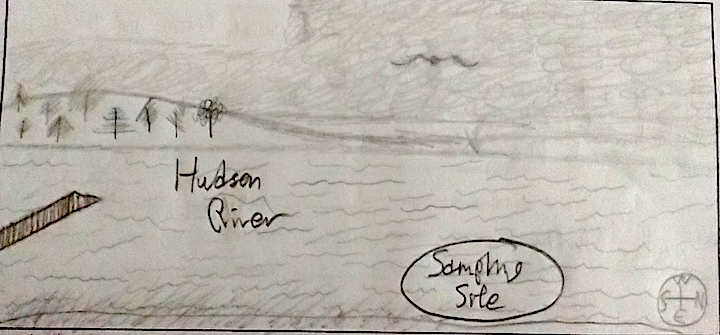 Hudson
River
Sampling
Site
W
S N
E